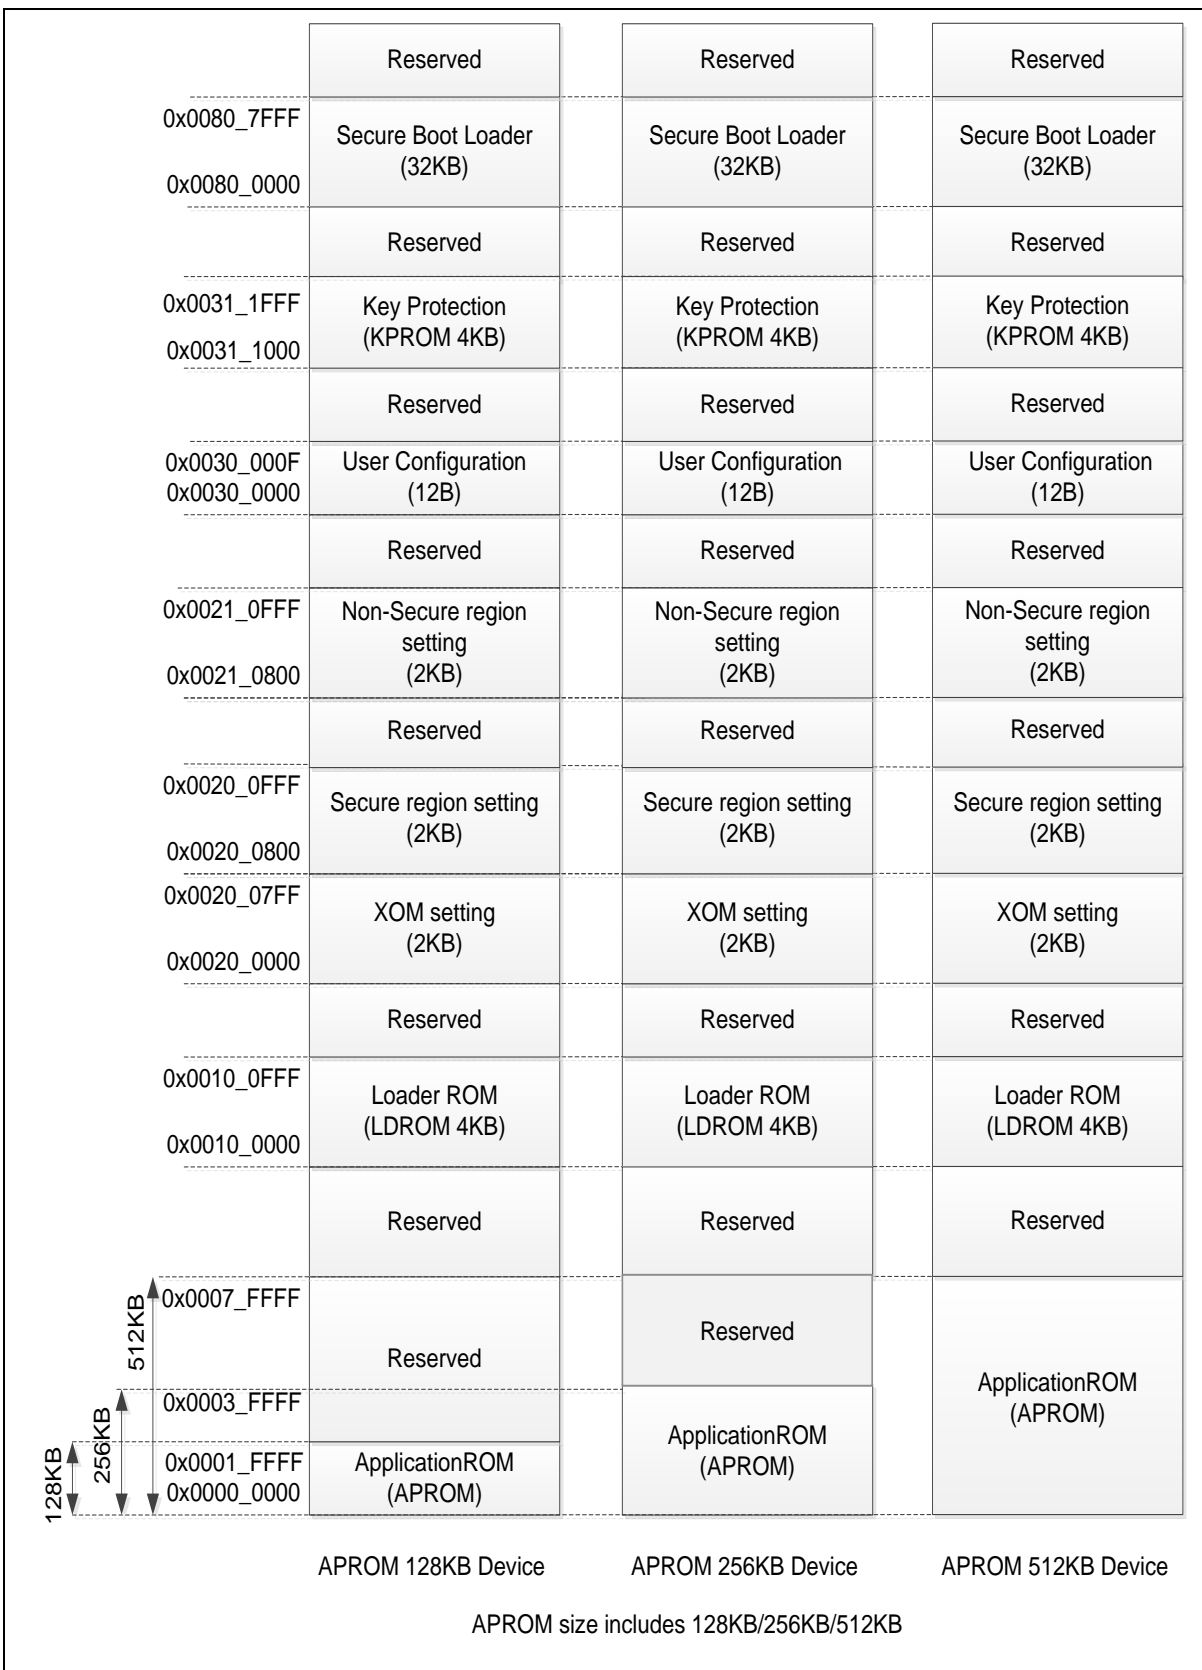 Reserved Reserved Reserved
0x0080_7FFF
Secure Boot Loader Secure Boot Loader Secure Boot Loader
(32KB) (32KB) (32KB)
0x0080_0000
Reserved Reserved Reserved
0x0031_1FFF
Key Protection Key Protection Key Protection
(KPROM 4KB) (KPROM 4KB) (KPROM 4KB)
0x0031_1000
Reserved Reserved Reserved
0x0030_000F User Configuration User Configuration User Configuration
0x0030_0000 (12B) (12B) (12B)
Reserved Reserved Reserved
0x0021_0FFF Non-Secure region Non-Secure region Non-Secure region
setting setting setting
0x0021_0800 (2KB) (2KB) (2KB)
Reserved Reserved Reserved
0x0020_0FFF
Secure region setting Secure region setting Secure region setting
(2KB) (2KB) (2KB)
0x0020_0800
0x0020_07FF
XOM setting XOM setting XOM setting
(2KB) (2KB) (2KB)
0x0020_0000
Reserved Reserved Reserved
0x0010_0FFF
Loader ROM Loader ROM Loader ROM
(LDROM 4KB) (LDROM 4KB) (LDROM 4KB)
0x0010_0000
Reserved Reserved Reserved
512KB 0x0007_FFFF
Reserved Reserved
ApplicationROM
(APROM)
256KB 0x0003_FFFF
ApplicationROM
(APROM)
128KB 0x0001_FFFF ApplicationROM
0x0000_0000 (APROM)
APROM 128KB Device APROM 256KB Device APROM 512KB Device
APROM size includes 128KB/256KB/512KB